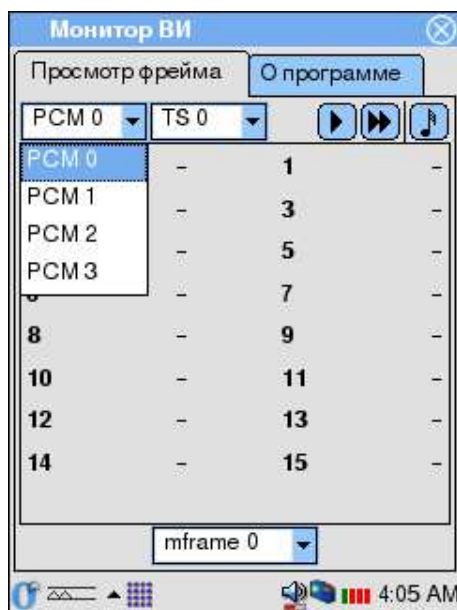 Монитор ВИ
Просмотр фрейма О программе
PCM 0 TS 0
PCM 0 - 1 -
PCM 1 - 3 -
PCM 2 - 5 -
PCM 3 - 7 -
8 - 9 -
10 - 11 -
12 - 13 -
14 - 15 -
mframe 0
4:05 AM